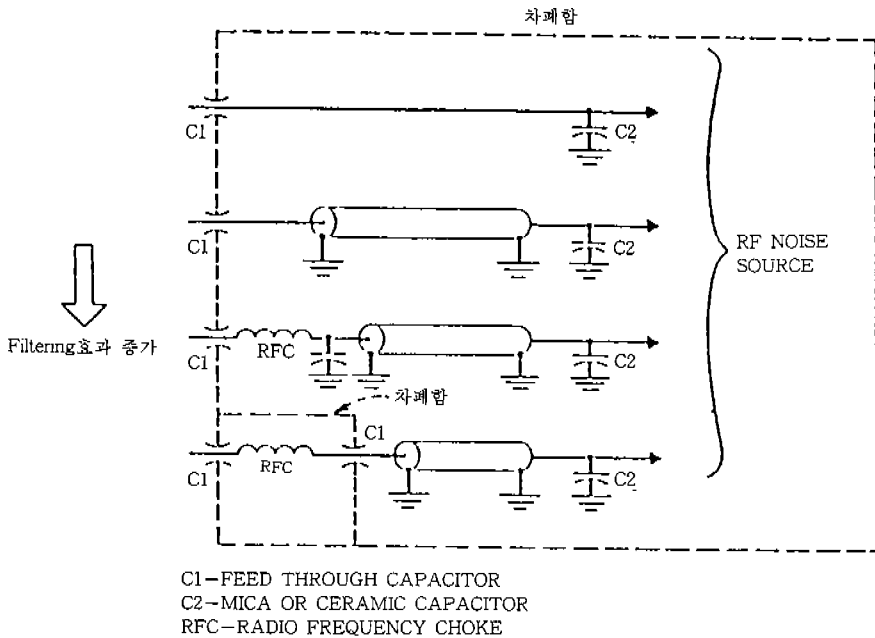 차폐함
C1
C2
C1
C2
RF NOISE
SOURCE
Filtering효과 증가
C1
RFC
C2
차폐함
C1
C1
RFC
C2
C1-FEED THROUGH CAPACITOR
C2-MICA OR CERAMIC CAPACITOR
RFC-RADIO FREQUENCY CHOKE